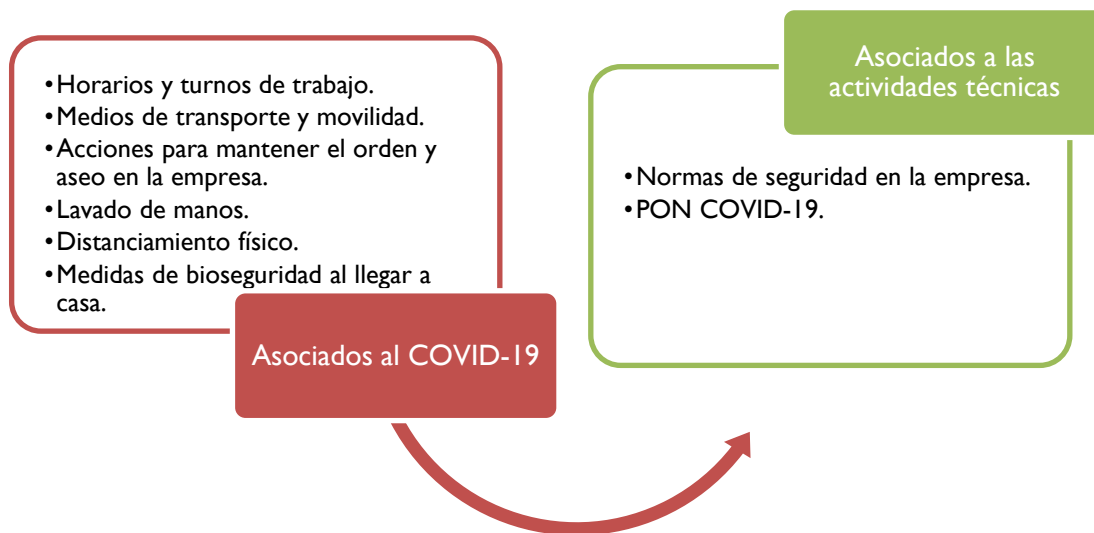 •Horarios y turnos de trabajo.
•Medios de transporte y movilidad.
•Acciones para mantener el orden y
aseo en la empresa.
•Lavado de manos.
•Distanciamiento físico.
•Medidas de bioseguridad al llegar a
casa.
Asociados al COVID-19
Asociados a las
actividades técnicas
•Normas de seguridad en la empresa.
•PON COVID-19.